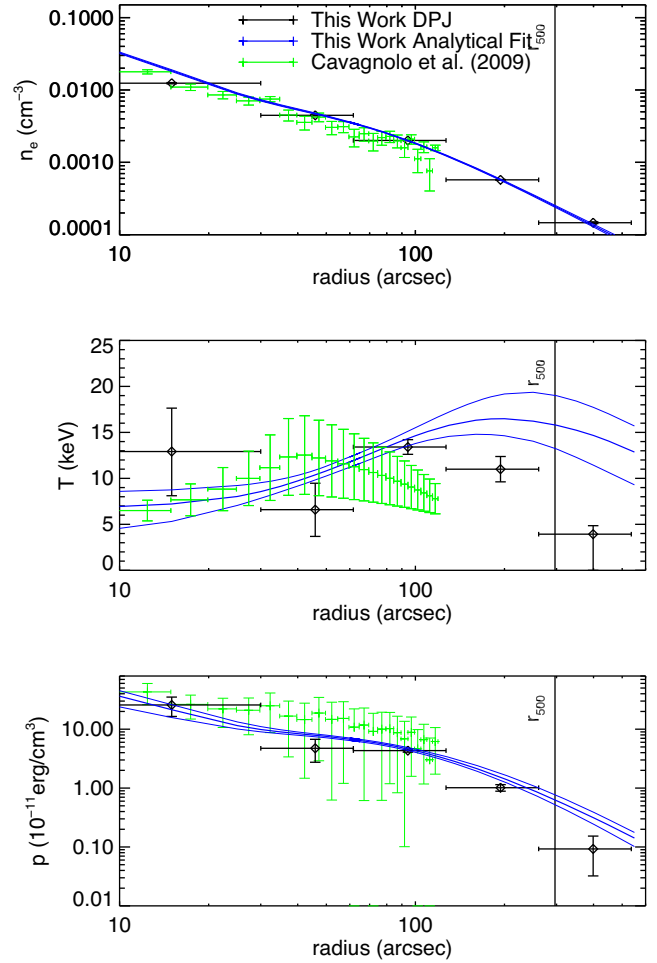 This Work DPJ
This Work Analytical Fit
Cavagnolo et al. (2009)
r500
0.1000
0.0100
0.0010
0.0001
ne (cm−3)
10
100
radius (arcsec)
r500
25
20
15
10
5
0
T (keV)
10
100
radius (arcsec)
r500
10.00
1.00
0.10
0.01
p (10−11 erg/cm3)
10
100
radius (arcsec)